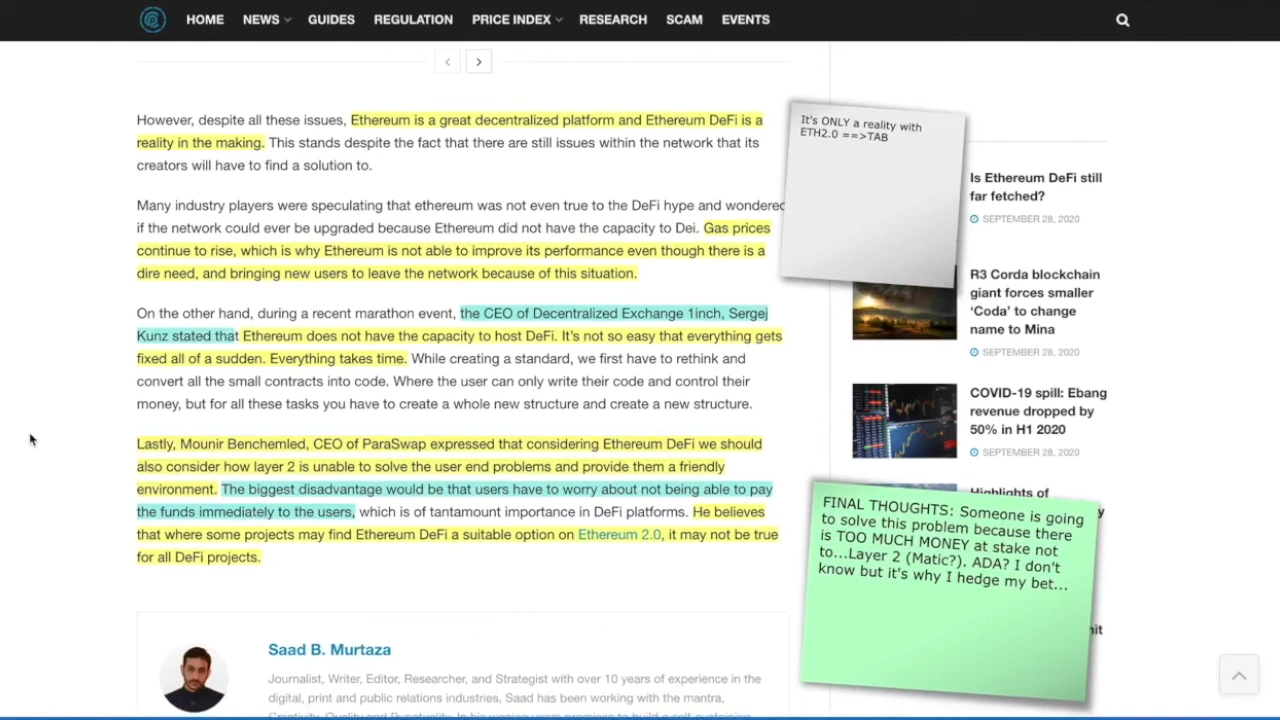 HOME NEWS GUIDES REGULATION PRICE INDEX RESEARCH SCAM EVENTS
However, despite all these issues, Ethereum is a great decentralized platform and Ethereum DeFi is a
reality in the making. This stands despite the fact that there are still issues within the network that its
creators will have to find a solution to.
Many industry players were speculating that ethereum was not even true to the DeFi hype and wondered
if the network could ever be upgraded because Ethereum did not have the capacity to Dei. Gas prices
continue to rise, which is why Ethereum is not able to improve its performance even though there is a
dire need, and bringing new users to leave the network because of this situation.
On the other hand, during a recent marathon event, the CEO of Decentralized Exchange 1inch, Sergej
Kunz stated that Ethereum does not have the capacity to host DeFi. It's not so easy that everything gets
fixed all of a sudden. Everything takes time. While creating a standard, we first have to rethink and
convert all the small contracts into code. Where the user can only write their code and control their
money, but for all these tasks you have to create a whole new structure and create a new structure.
Lastly, Mounir Benchemled, CEO of ParaSwap expressed that considering Ethereum DeFi we should
also consider how layer 2 is unable to solve the user end problems and provide them a friendly
environment. The biggest disadvantage would be that users have to worry about not being able to pay
the funds immediately to the users, which is of tantamount importance in DeFi platforms. He believes
that where some projects may find Ethereum DeFi a suitable option on Ethereum 2.0, it may not be true
for all DeFi projects.
Saad B. Murtaza
Journalist, Writer, Editor, Researcher, and Strategist with over 10 years of experience in the
digital, print and public relations industries, Saad has been working with the mantra,
It's ONLY a reality with
ETH2.0 ==>TAB
Is Ethereum DeFi still
far fetched?
SEPTEMBER 28, 2020
R3 Corda blockchain
giant forces smaller
‘Coda’ to change
name to Mina
SEPTEMBER 28, 2020
COVID-19 spill: Ebang
revenue dropped by
50% in H1 2020
SEPTEMBER 28, 2020
Highlights of
FINAL THOUGHTS: Someone is going
to solve this problem because there
is TOO MUCH MONEY at stake not
to...Layer 2 (Matic?). ADA? I don't
know but it's why I hedge my bet...